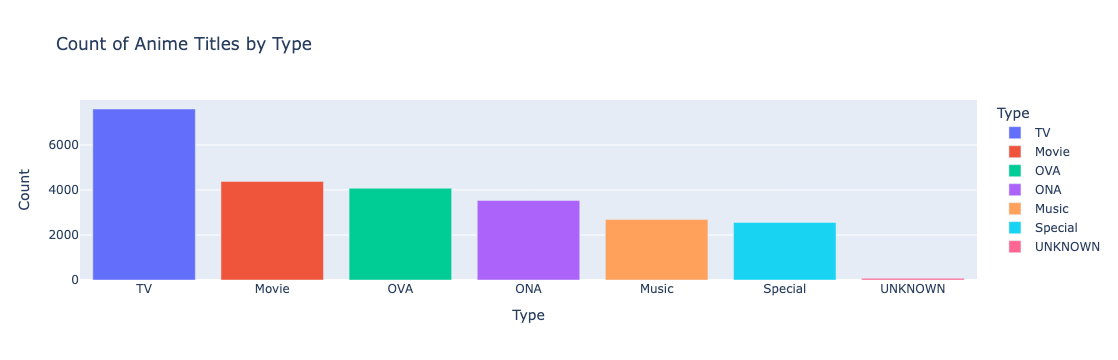 Count of Anime Titles by Type
Count
6000
4000
2000
0
TV
Movie
OVA
ONA
Music
Special
UNKNOWN
Type
Type
TV
Movie
OVA
ONA
Music
Special
UNKNOWN